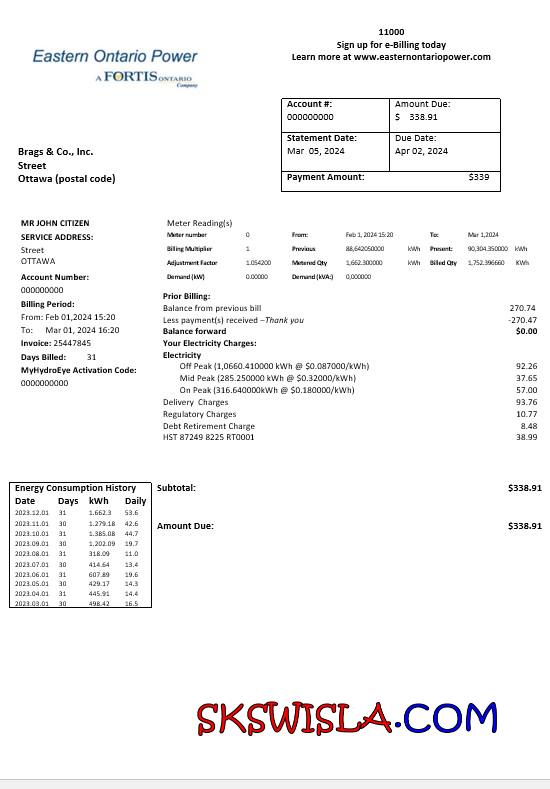 11000
Sign up for e-Billing today
Learn more at www.easternontariopower.com
Eastern Ontario Power
A FORTIS ONTARIO
Company
Account #:
000000000
Amount Due:
$ 338.91
Statement Date:
Mar 05, 2024
Due Date:
Apr 02, 2024
Payment Amount: $339
Brags & Co., Inc.
Street
Ottawa (postal code)
MR JOHN CITIZEN
SERVICE ADDRESS:
Street
OTTAWA
Account Number:
000000000
Billing Period:
From: Feb 01,2024 15:20
To: Mar 01, 2024 16:20
Invoice: 25447845
Days Billed: 31
MyHydroEye Activation Code:
0000000000
Meter Reading(s)
Meter number 0 From: Feb 1, 2024 15:20 To: Mar 1,2024
Billing Multiplier 1 Previous 88,642050000 kWh Present: 90,304.350000 kWh
Adjustment Factor 1.054200 Metered Qty 1,662.300000 kWh Billed Qty 1,752.396660 KWh
Demand (kW) 0.00000 Demand (kVA:) 0,000000
Prior Billing:
Balance from previous bill 270.74
Less payment(s) received –Thank you -270.47
Balance forward $0.00
Your Electricity Charges:
Electricity
Off Peak (1,0660.410000 kWh @ $0.087000/kWh) 92.26
Mid Peak (285.250000 kWh @ $0.32000/kWh) 37.65
On Peak (316.640000kWh @ $0.180000/kWh) 57.00
Delivery Charges 93.76
Regulatory Charges 10.77
Debt Retirement Charge 8.48
HST 87249 8225 RT0001 38.99
Energy Consumption History
Date Days kWh Daily
2023.12.01 31 1.662.3 53.6
2023.11.01 30 1.279.18 42.6
2023.10.01 31 1.385.08 44.7
2023.09.01 30 1,202.09 19.7
2023.08.01 31 318.09 11.0
2023.07.01 30 414.64 13.4
2023.06.01 31 607.89 19.6
2023.05.01 30 429.17 14.3
2023.04.01 31 445.91 14.4
2023.03.01 30 498.42 16.5
Subtotal: $338.91
Amount Due: $338.91
SKSWISLA.COM